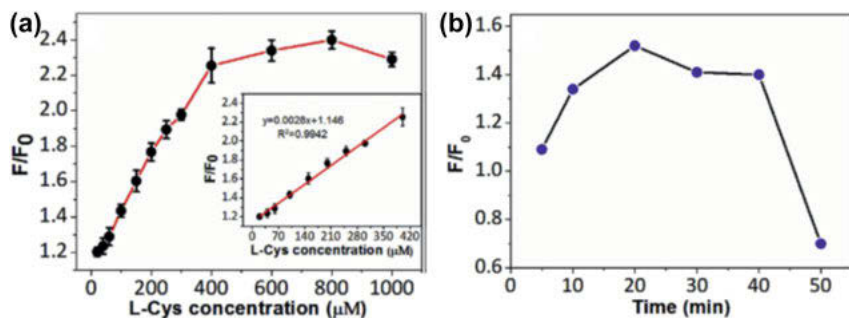 (a)
F/F0
2.4
2.2
2.0
1.8
1.6
1.4
1.2
0 200 400 600 800 1000
L-Cys concentration (μM)
y=0.0028x+1.146
R²=0.9942
F/F0
2.4
2.2
2.0
1.8
1.6
1.4
1.2
0 70 140 210 280 350 420
L-Cys concentration (μM)
(b)
F/F0
1.6
1.4
1.2
1.0
0.8
0.6
0 10 20 30 40 50
Time (min)